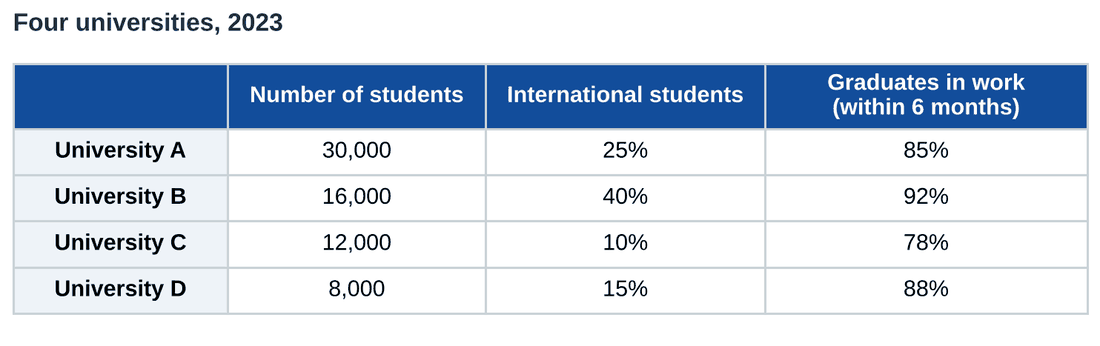 Four universities, 2023
Number of students International students Graduates in work
(within 6 months)
University A 30,000 25% 85%
University B 16,000 40% 92%
University C 12,000 10% 78%
University D 8,000 15% 88%